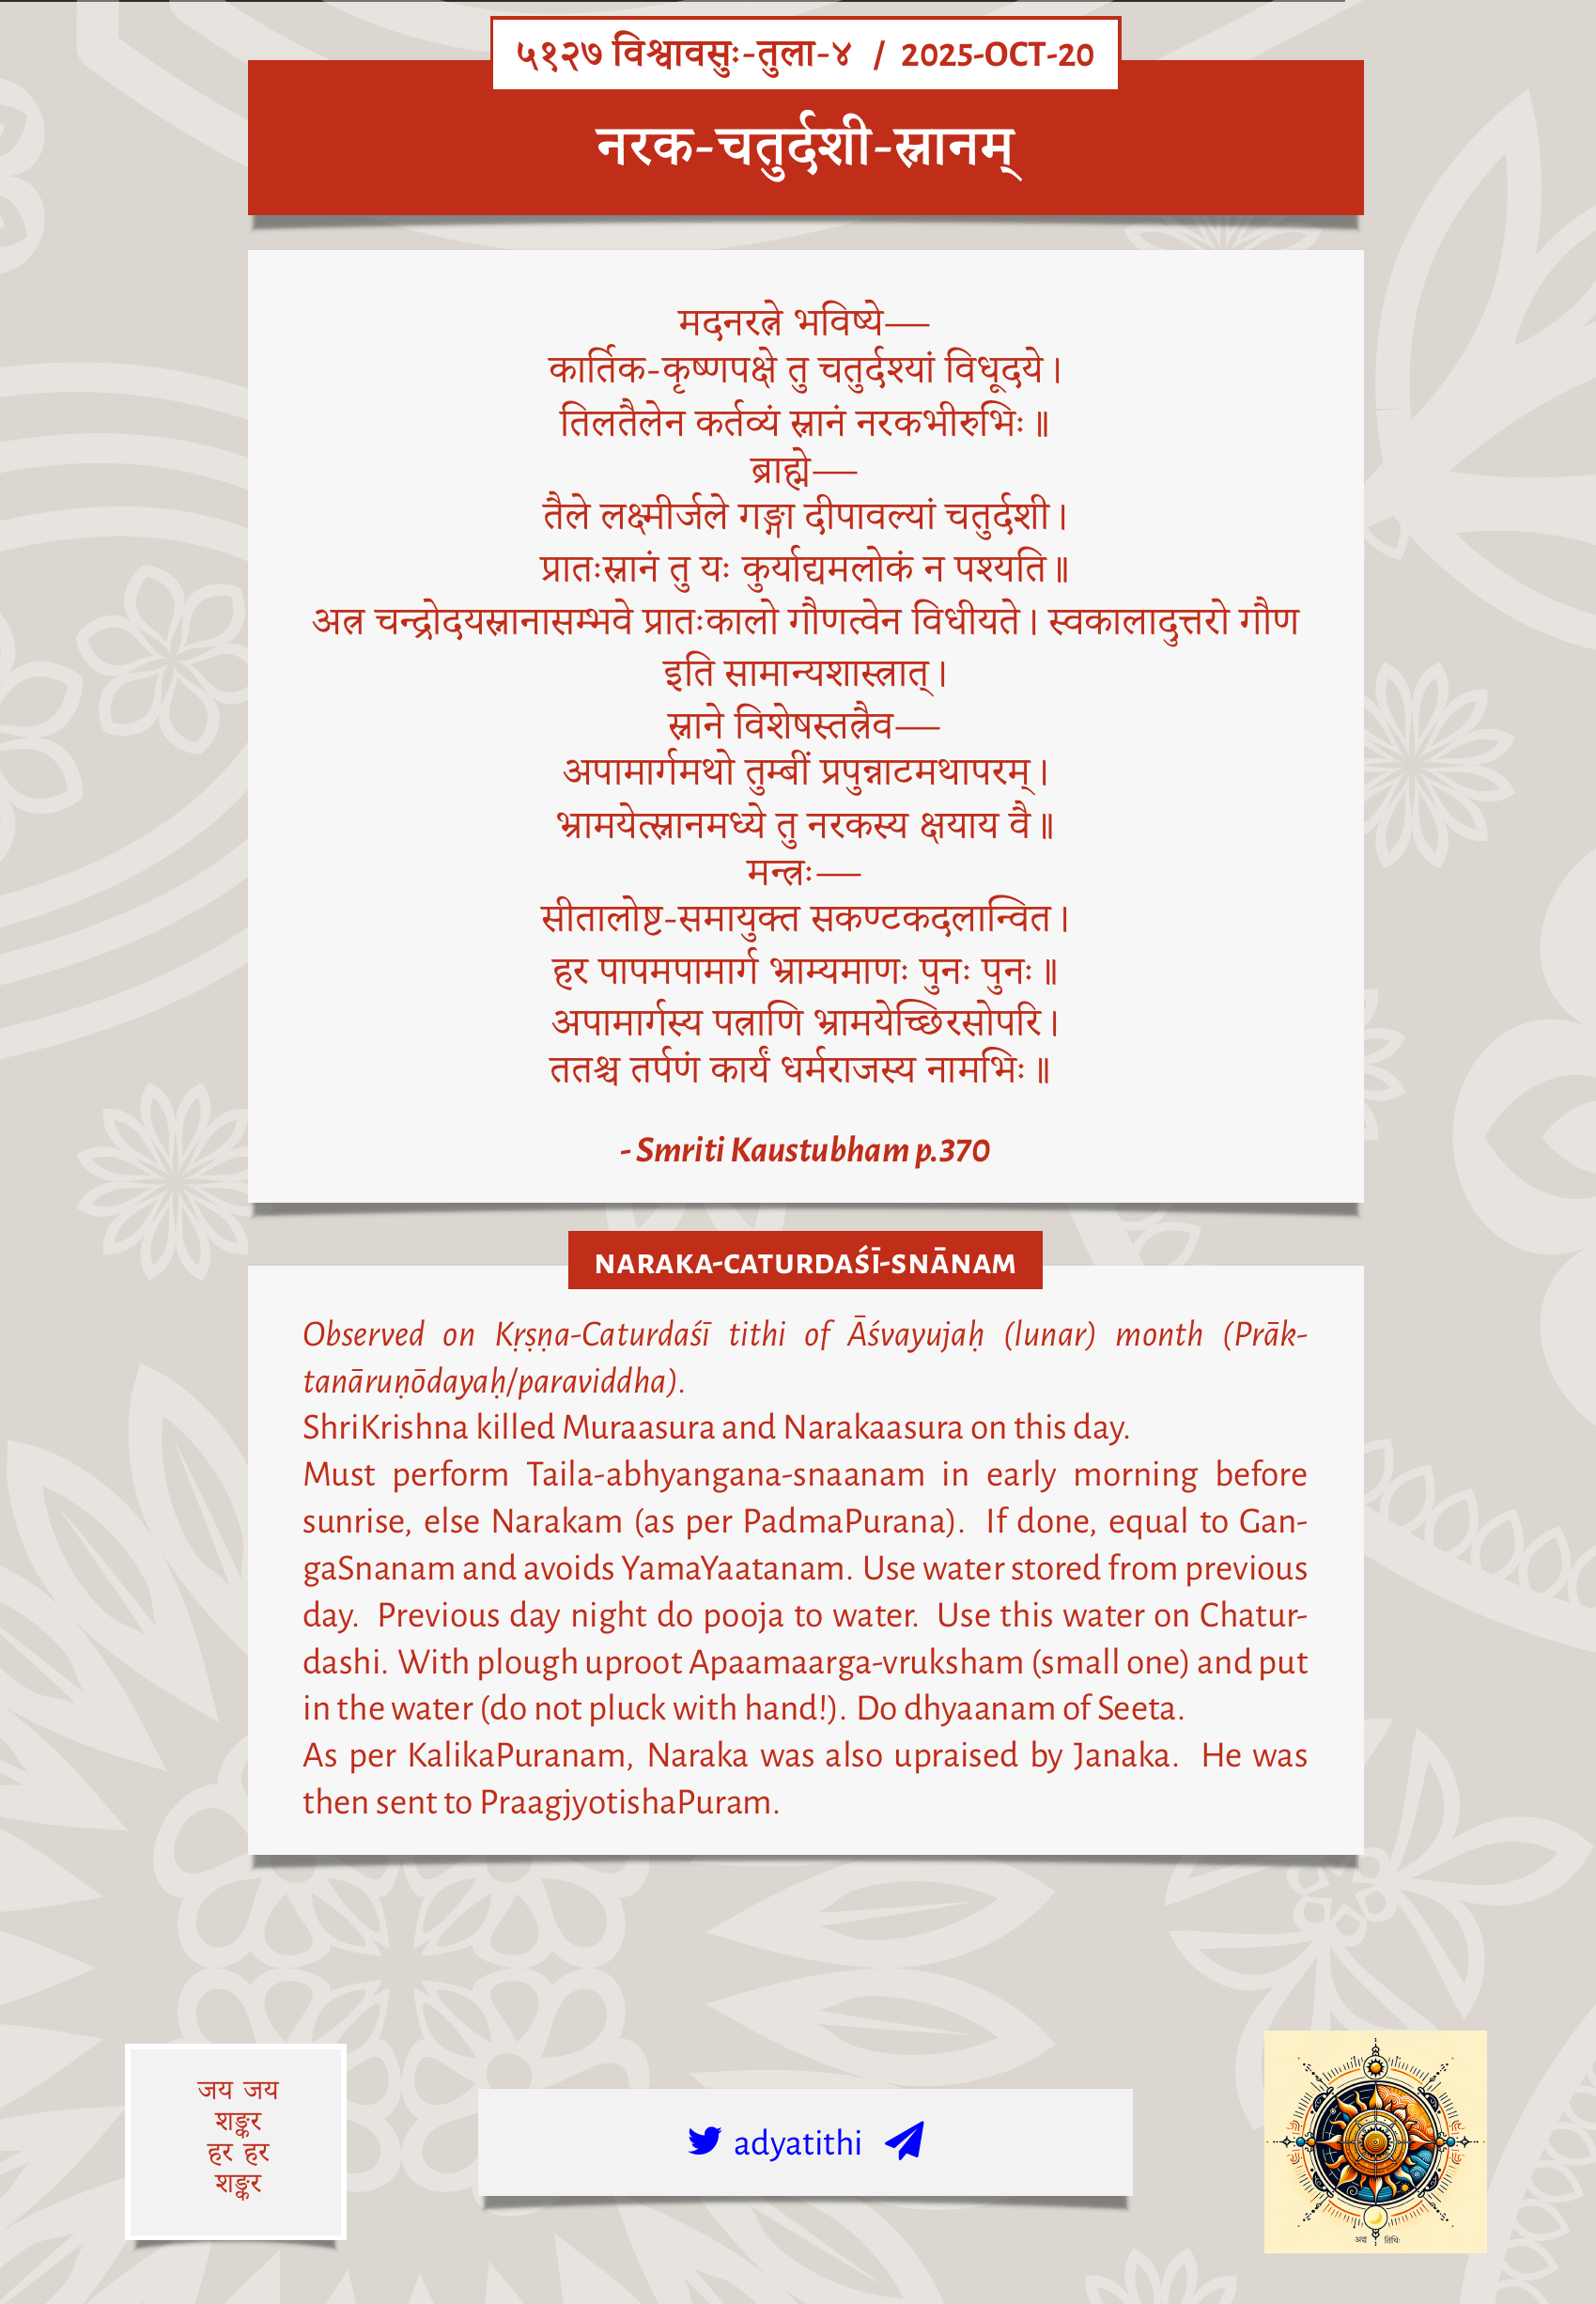 ५१२७ विश्वावसुः-तुला-४ / 2025-OCT-20
नरक-चतुर्दशी-स्नानम्
मदनरत्ने भविष्ये—
कार्तिक-कृष्णपक्षे तु चतुर्दश्यां विधूदये।
तिलतैलेन कर्तव्यं स्नानं नरकभीरुभिः॥
ब्राह्मे—
तैले लक्ष्मीर्जले गङ्गा दीपावल्यां चतुर्दशी।
प्रातःस्नानं तु यः कुर्याद्यमलोकं न पश्यति॥
अत्र चन्द्रोदयस्नानासम्भवे प्रातःकालो गौणत्वेन विधीयते। स्वकालादुत्तरो गौण
इति सामान्यशास्त्रात्।
स्नाने विशेषस्तत्रैव—
अपामार्गमथो तुम्बीं प्रपुन्नाटमथापरम्।
भ्रामयेत्स्नानमध्ये तु नरकस्य क्षयाय वै॥
मन्त्रः—
सीतालोष्ट-समायुक्त सकण्टकदलान्वित।
हर पापमपामार्ग भ्राम्यमाणः पुनः पुनः॥
अपामार्गस्य पत्राणि भ्रामयेच्छिरसोपरि।
ततश्च तर्पणं कार्यं धर्मराजस्य नामभिः॥
- Smriti Kaustubham p.370
NARAKA-CATURDAŚĪ-SNĀNAM
Observed on Kṛṣṇa-Caturdaśī tithi of Āśvayujaḥ (lunar) month (Prāk-
tanāruṇōdayaḥ/paraviddha).
ShriKrishna killed Muraasura and Narakaasura on this day.
Must perform Taila-abhyangana-snaanam in early morning before
sunrise, else Narakam (as per PadmaPurana). If done, equal to Gan-
gaSnanam and avoids YamaYaatanam. Use water stored from previous
day. Previous day night do pooja to water. Use this water on Chatur-
dashi. With plough uproot Apaamaarga-vruksham (small one) and put
in the water (do not pluck with hand!). Do dhyaanam of Seeta.
As per KalikaPuranam, Naraka was also upraised by Janaka. He was
then sent to PraagjyotishaPuram.
जय जय
शङ्कर
हर हर
शङ्कर
adyatithi
अद्य तिथिः